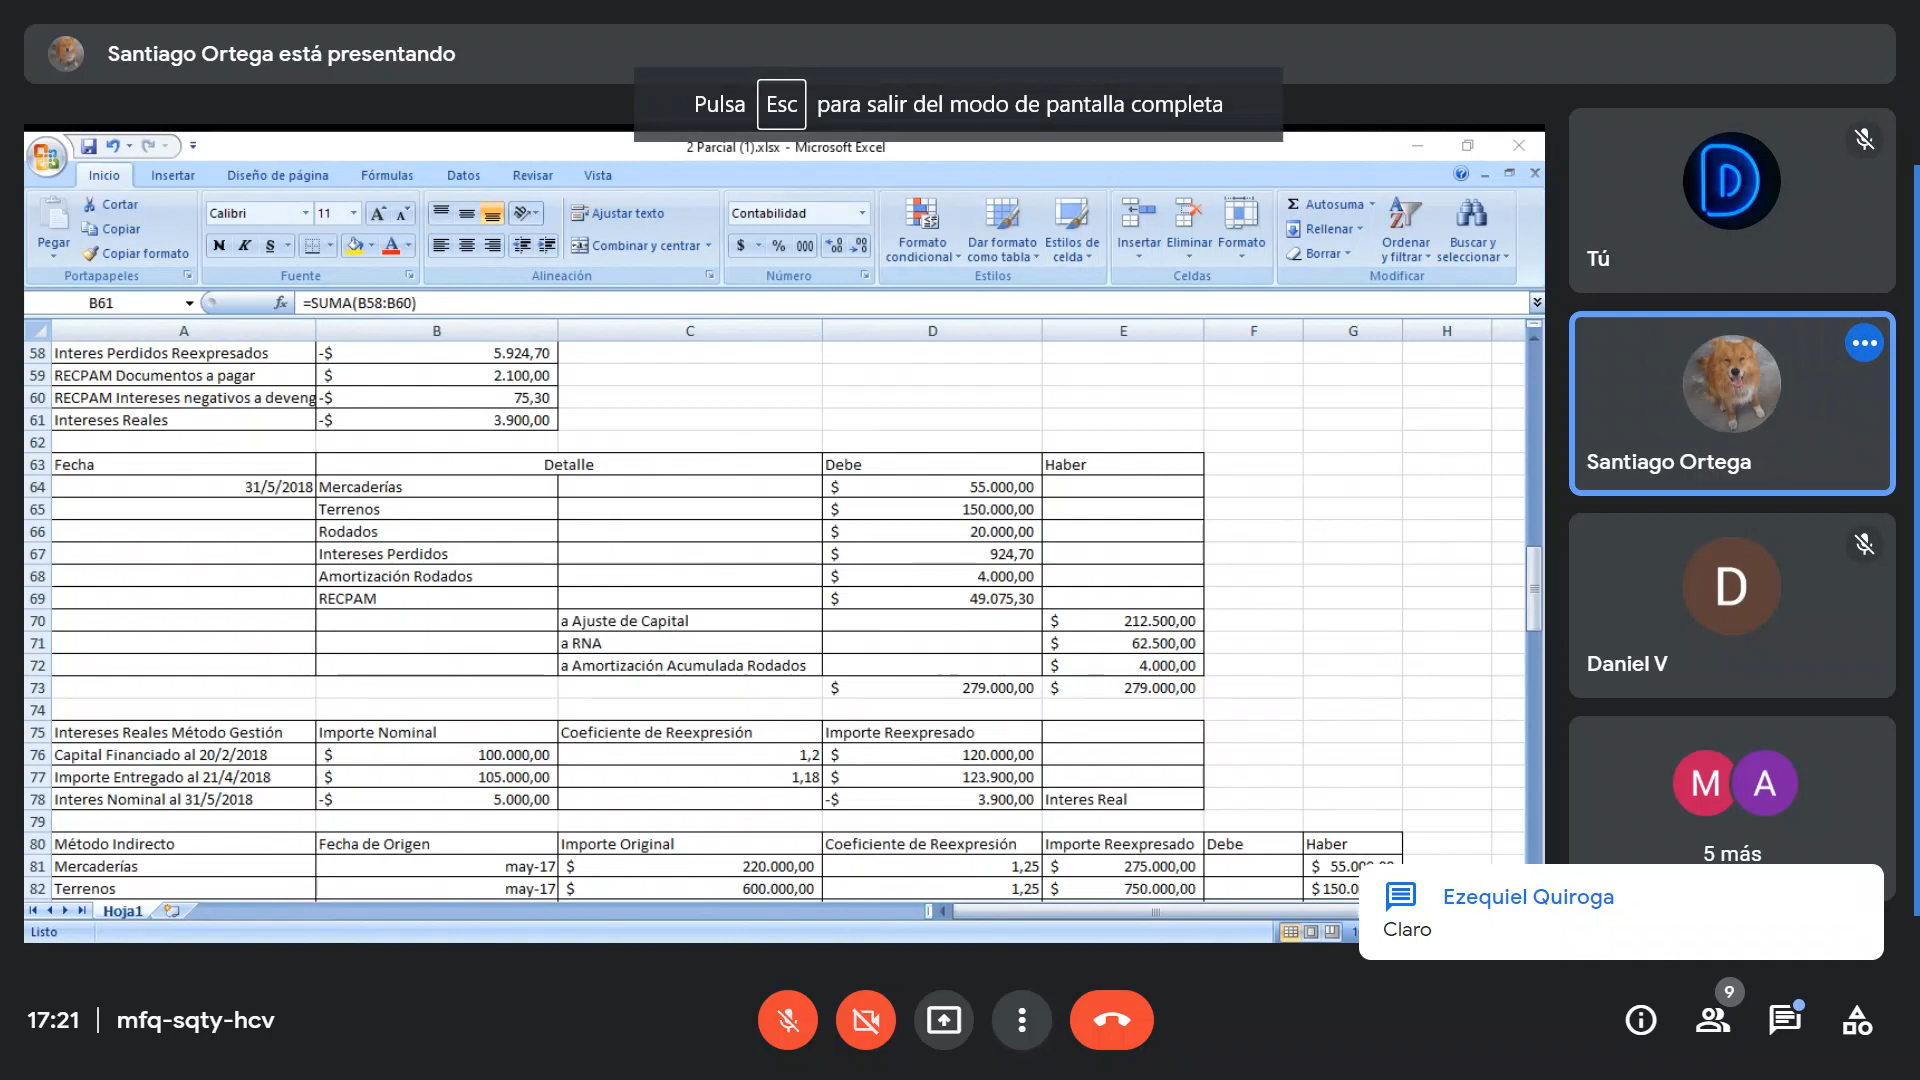 Santiago Ortega está presentando
Pulsa Esc para salir del modo de pantalla completa
2 Parcial (1).xlsx - Microsoft Excel
Inicio Insertar Diseño de página Fórmulas Datos Revisar Vista
Pegar Cortar Copiar Copiar formato
Calibri 11
N K S
Ajustar texto
Combinar y centrar
Contabilidad
$ % 000
Formato condicional Dar formato como tabla Estilos de celda
Insertar Eliminar Formato
Σ Autosuma Rellenar Borrar
Ordenar y filtrar Buscar y seleccionar
Portapapeles Fuente Alineación Número Estilos Celdas Modificar
B61 fx =SUMA(B58:B60)
A B C D E F G H
58 Interes Perdidos Reexpresados -$ 5.924,70
59 RECPAM Documentos a pagar $ 2.100,00
60 RECPAM Intereses negativos a deveng -$ 75,30
61 Intereses Reales -$ 3.900,00
62
63 Fecha Detalle Debe Haber
64 31/5/2018 Mercaderías $ 55.000,00
65 Terrenos $ 150.000,00
66 Rodados $ 20.000,00
67 Intereses Perdidos $ 924,70
68 Amortización Rodados $ 4.000,00
69 RECPAM $ 49.075,30
70 a Ajuste de Capital $ 212.500,00
71 a RNA $ 62.500,00
72 a Amortización Acumulada Rodados $ 4.000,00
73 $ 279.000,00 $ 279.000,00
74
75 Intereses Reales Método Gestión Importe Nominal Coeficiente de Reexpresión Importe Reexpresado
76 Capital Financiado al 20/2/2018 $ 100.000,00 1,2 $ 120.000,00
77 Importe Entregado al 21/4/2018 $ 105.000,00 1,18 $ 123.900,00
78 Interes Nominal al 31/5/2018 -$ 5.000,00 -$ 3.900,00 Interes Real
79
80 Método Indirecto Fecha de Origen Importe Original Coeficiente de Reexpresión Importe Reexpresado Debe Haber
81 Mercaderías may-17 $ 220.000,00 1,25 $ 275.000,00 $ 55.000,00
82 Terrenos may-17 $ 600.000,00 1,25 $ 750.000,00 $ 150.0
Hoja1
Listo
D
Tú
Santiago Ortega
D
Daniel V
M A
5 más
Ezequiel Quiroga
Claro
17:21 | mfq-sqty-hcv
9